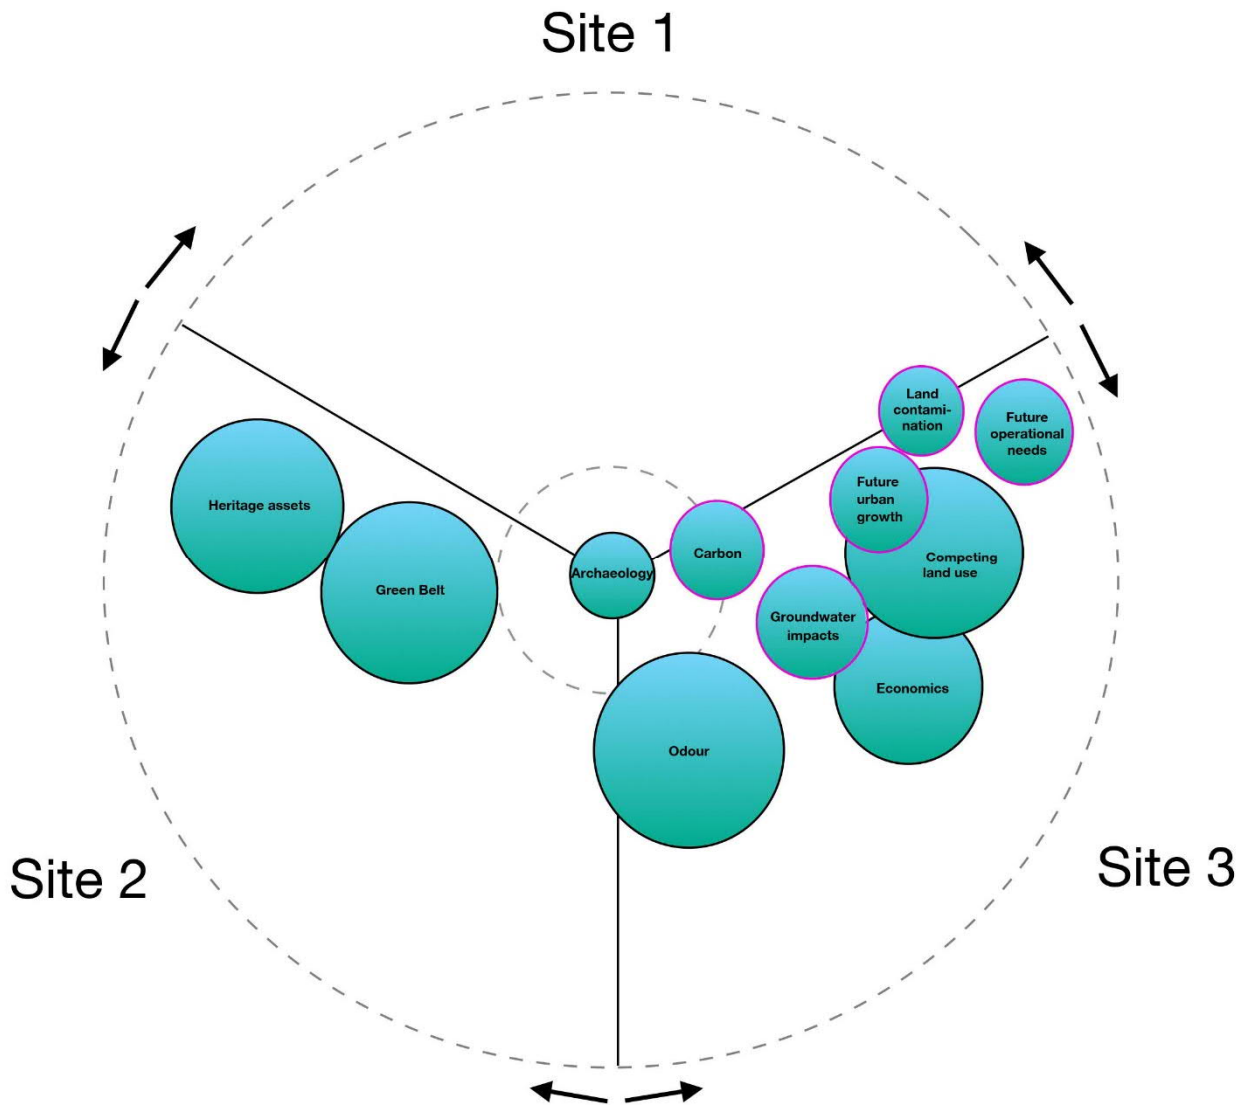 Site 1
Land
contami-
nation
Future
operational
needs
Future
urban
growth
Heritage assets
Carbon
Competing
land use
Archaeology
Green Belt
Groundwater
impacts
Economics
Odour
Site 2
Site 3